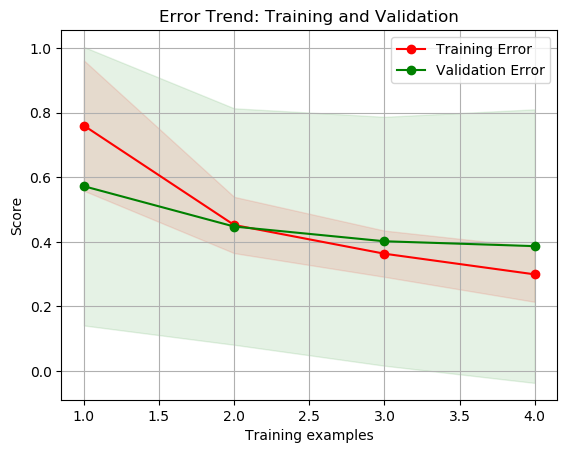 Error Trend: Training and Validation
Training Error
Validation Error
1.0
0.8
0.6
0.4
0.2
0.0
Score
1.0 1.5 2.0 2.5 3.0 3.5 4.0
Training examples